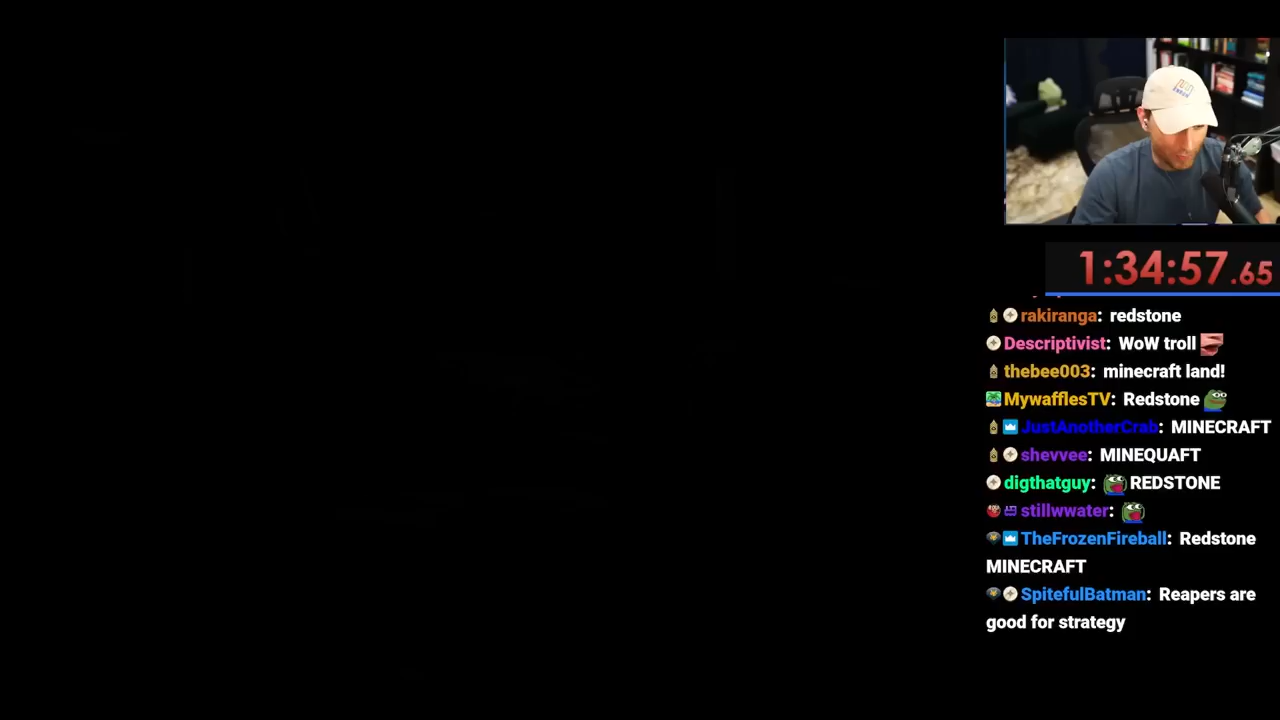 1:34:57.65
rakiranga: redstone
Descriptivist: WoW troll
thebee003: minecraft land!
MywafflesTV: Redstone
JustAnotherCrab: MINECRAFT
shevvee: MINEQUAFT
digthatguy: REDSTONE
stillwwater:
TheFrozenFireball: Redstone
MINECRAFT
SpitefulBatman: Reapers are
good for strategy